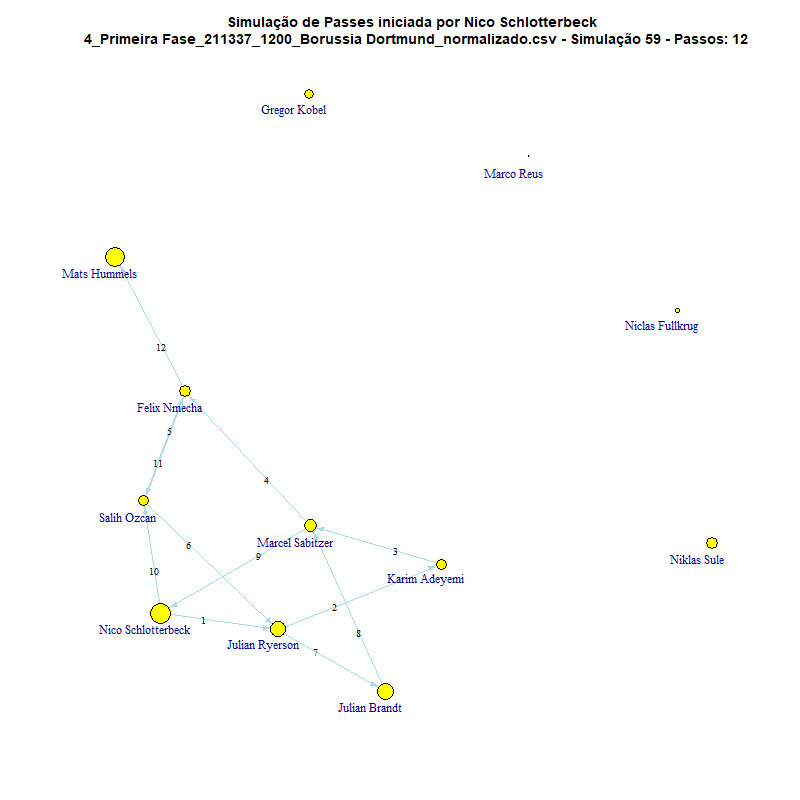 Simulação de Passes iniciada por Nico Schlotterbeck
4_Primeira Fase_211337_1200_Borussia Dortmund_normalizado.csv - Simulação 59 - Passos: 12
Gregor Kobel
Marco Reus
Mats Hummels
Niclas Fullkrug
12
Felix Nmecha
5
11
4
Salih Ozcan
Marcel Sabitzer
6
3
9
Niklas Sule
10
Karim Adeyemi
2
1
Nico Schlotterbeck
8
Julian Ryerson
7
Julian Brandt